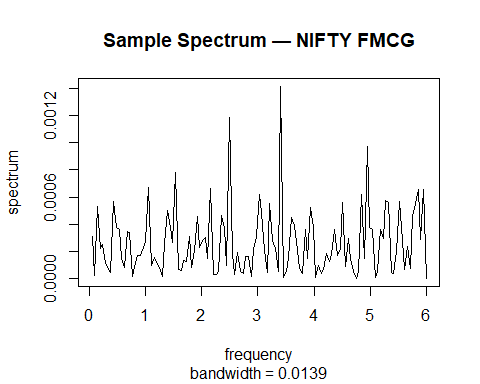 Sample Spectrum — NIFTY FMCG
spectrum
0.0012
0.0006
0.0000
0 1 2 3 4 5 6
frequency
bandwidth = 0.0139